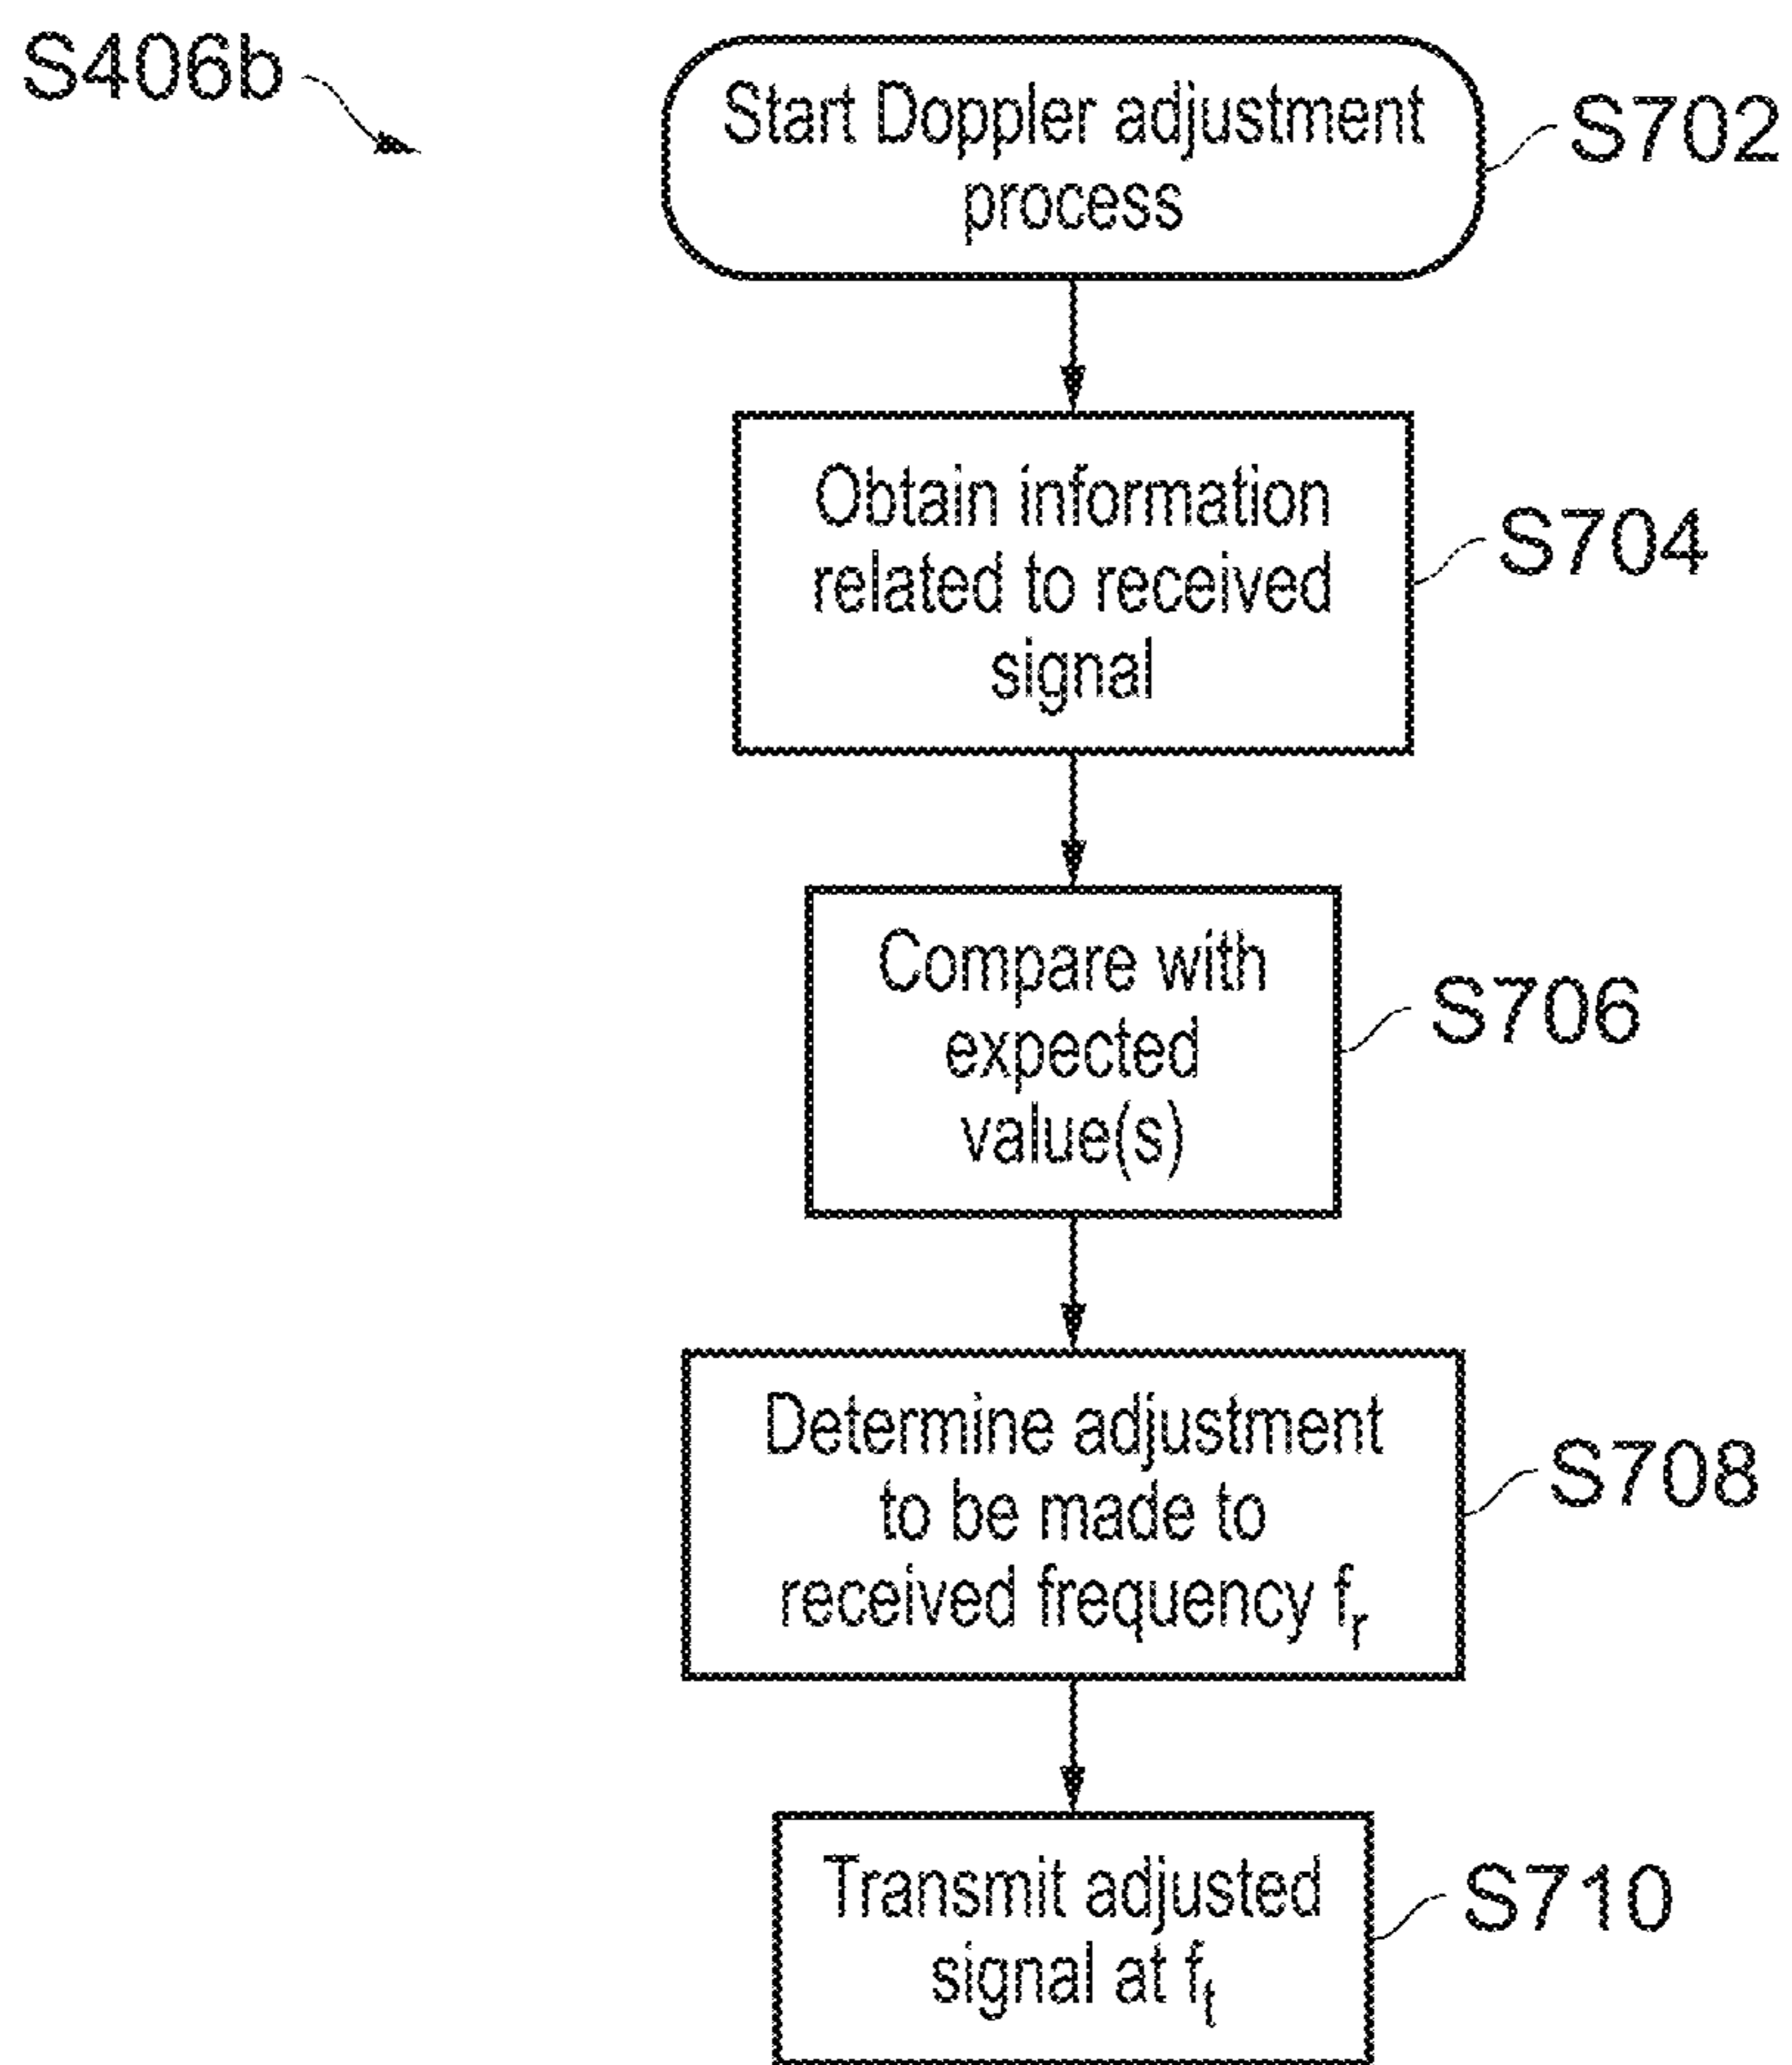 S406b
Start Doppler adjustment
process
S702
Obtain information
related to received
signal
S704
Compare with
expected
value(s)
S706
Determine adjustment
to be made to
received frequency fr
S708
Transmit adjusted
signal at ft
S710